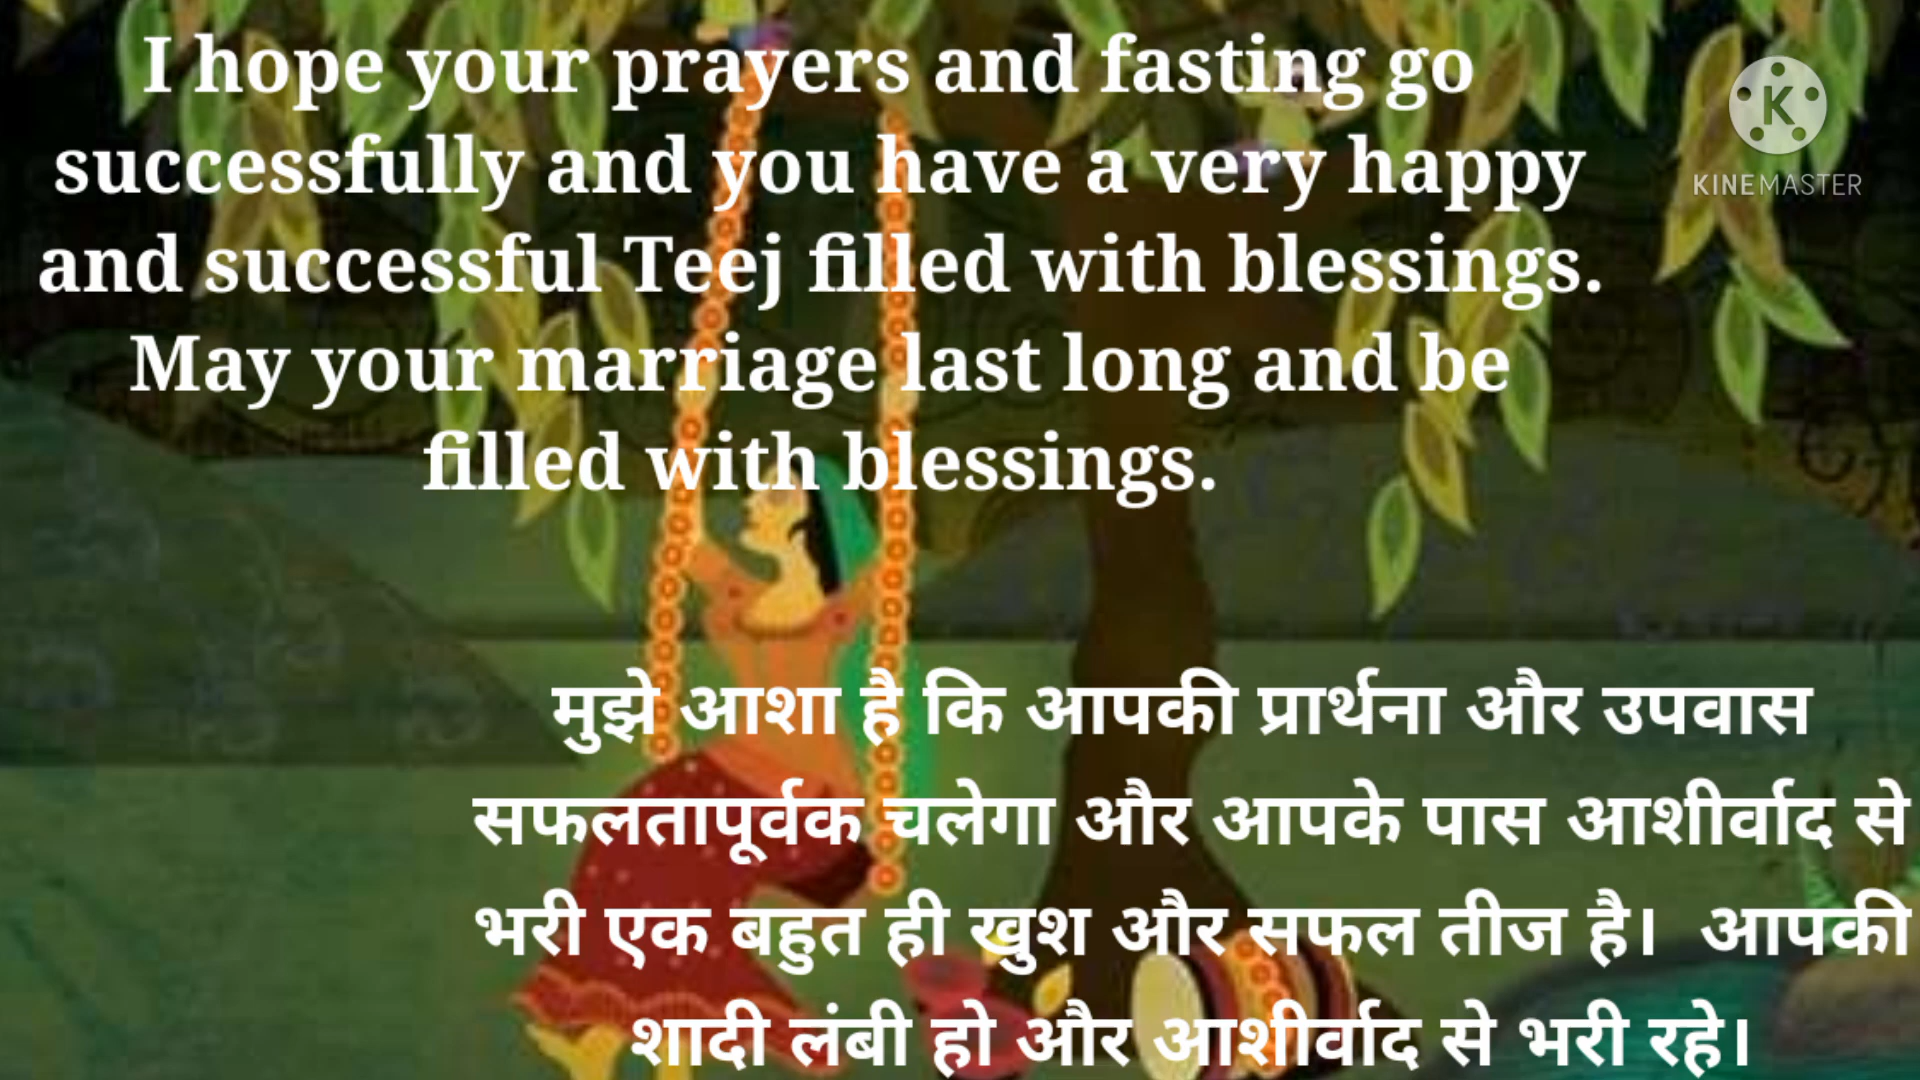 I hope your prayers and fasting go
successfully and you have a very happy
and successful Teej filled with blessings.
May your marriage last long and be
filled with blessings.
K
KINEMASTER
मुझे आशा है कि आपकी प्रार्थना और उपवास
सफलतापूर्वक चलेगा और आपके पास आशीर्वाद से
भरी एक बहुत ही खुश और सफल तीज है। आपकी
शादी लंबी हो और आशीर्वाद से भरी रहे।